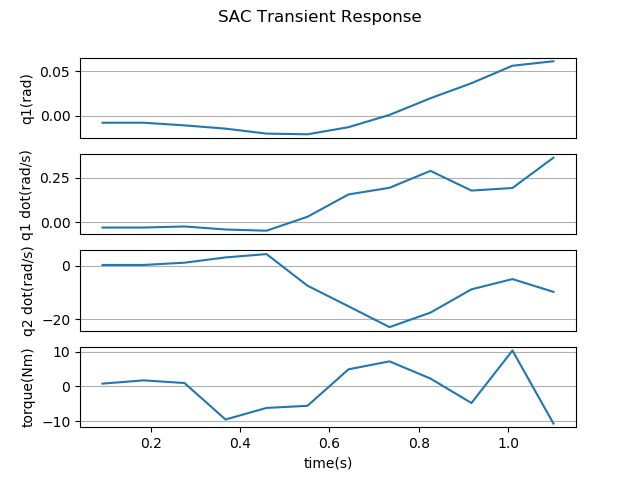 SAC Transient Response
q1(rad)
0.05
0.00
q1 dot(rad/s)
0.25
0.00
q2 dot(rad/s)
0
−20
torque(Nm)
10
0
−10
0.2 0.4 0.6 0.8 1.0
time(s)